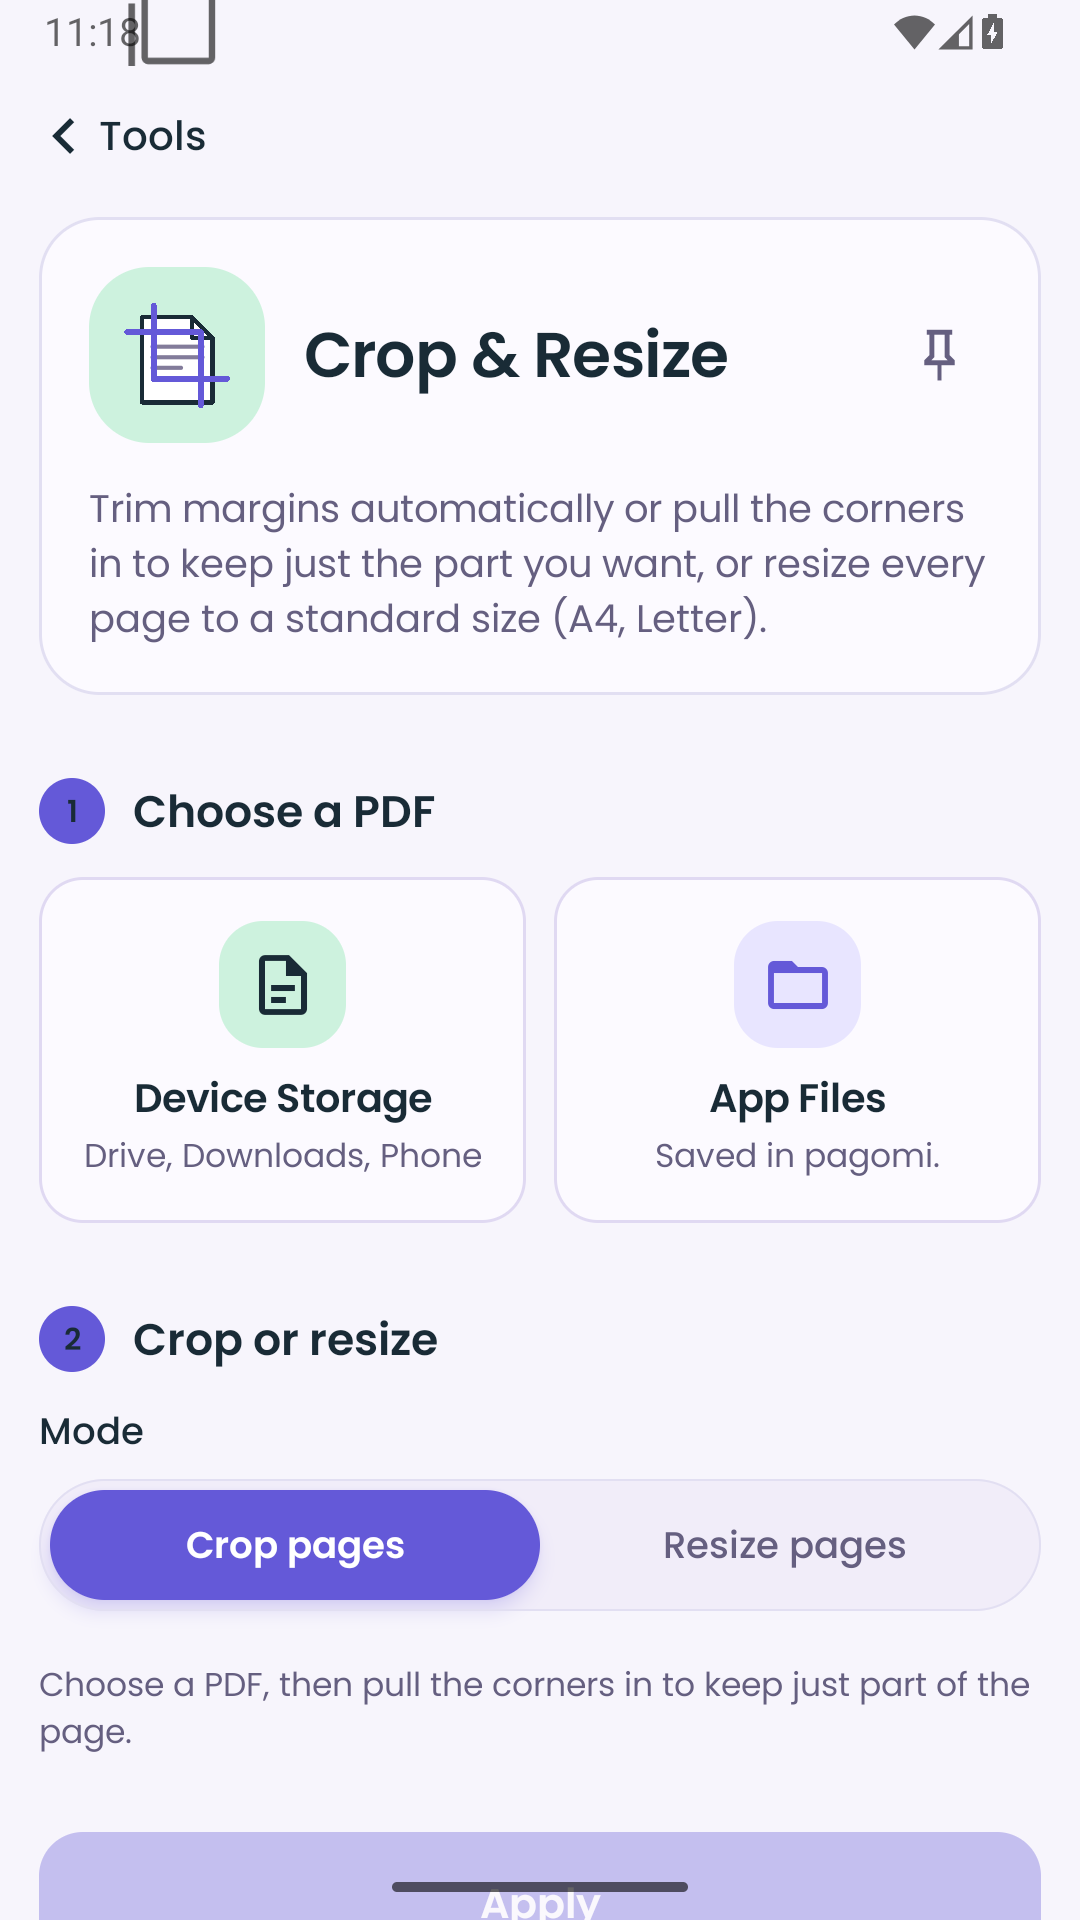 11:18
Tools
Crop & Resize
Trim margins automatically or pull the corners
in to keep just the part you want, or resize every
page to a standard size (A4, Letter).
1 Choose a PDF
Device Storage
Drive, Downloads, Phone
App Files
Saved in pagomi.
2 Crop or resize
Mode
Crop pages
Resize pages
Choose a PDF, then pull the corners in to keep just part of the
page.
Apply